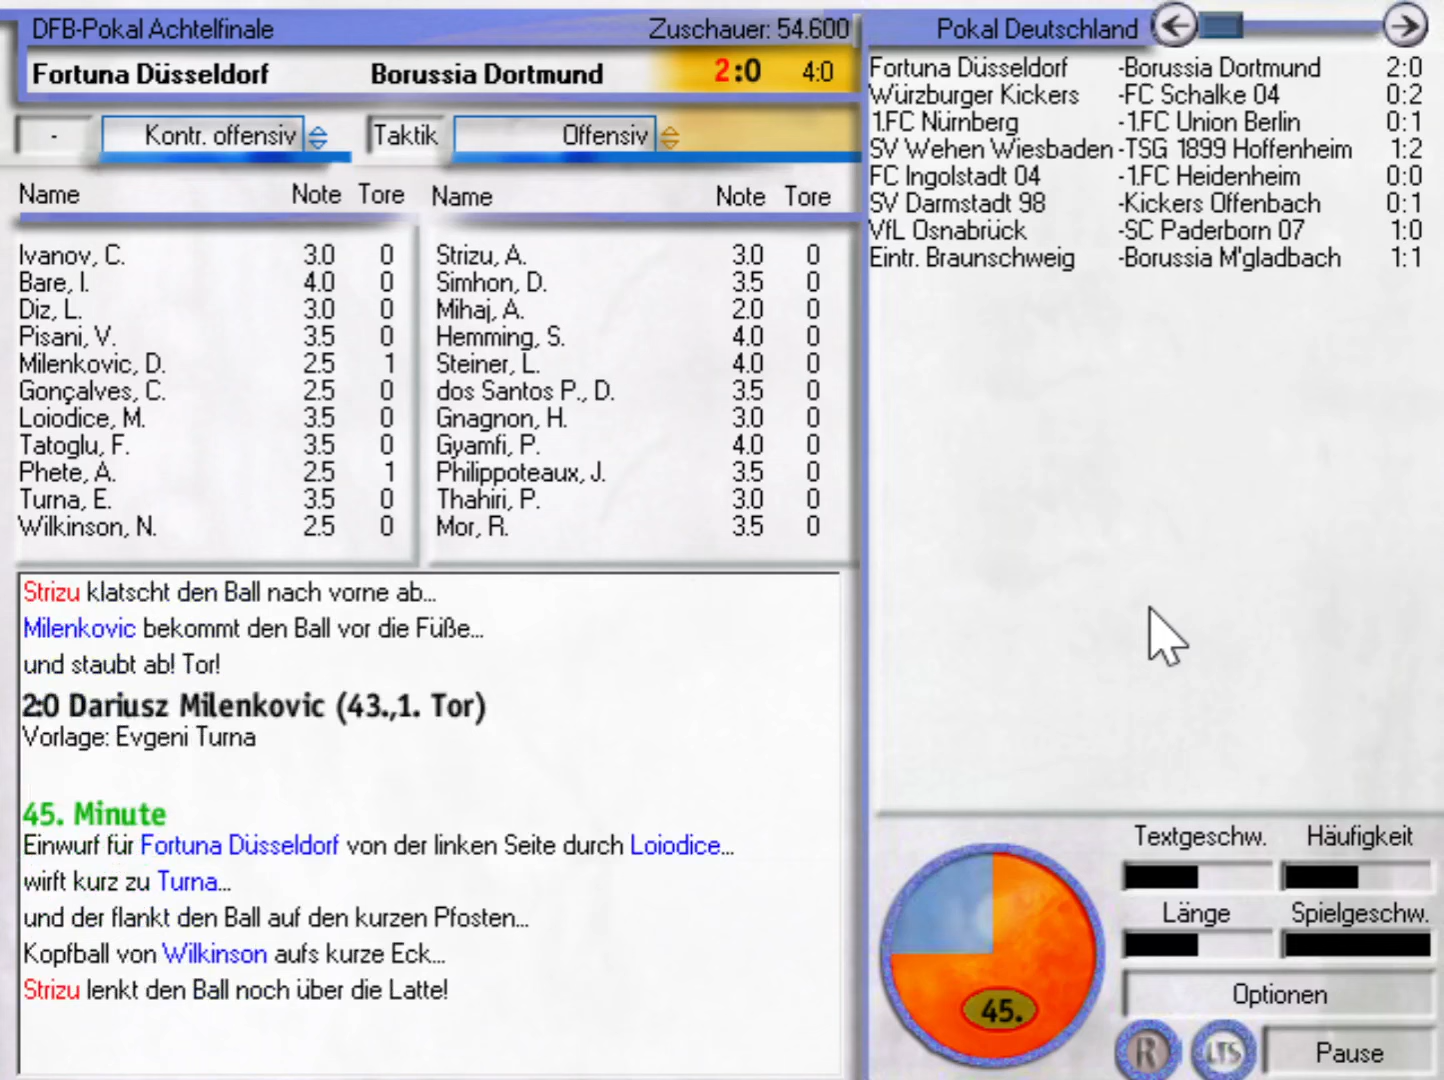 DFB-Pokal Achtelfinale Zuschauer: 54.600
Fortuna Düsseldorf Borussia Dortmund 2:0 4:0
- Kontr. offensiv Taktik Offensiv
Name Note Tore Name Note Tore
Ivanov, C. 3.0 0 Strizu, A. 3.0 0
Bare, I. 4.0 0 Simhon, D. 3.5 0
Diz, L. 3.0 0 Mihaj, A. 2.0 0
Pisani, V. 3.5 0 Hemming, S. 4.0 0
Milenkovic, D. 2.5 1 Steiner, L. 4.0 0
Gonçalves, C. 2.5 0 dos Santos P., D. 3.5 0
Loiodice, M. 3.5 0 Gnagnon, H. 3.0 0
Tatoglu, F. 3.5 0 Gyamfi, P. 4.0 0
Phete, A. 2.5 1 Philippoteaux, J. 3.5 0
Turna, E. 3.5 0 Thahiri, P. 3.0 0
Wilkinson, N. 2.5 0 Mor, R. 3.5 0
Strizu klatscht den Ball nach vorne ab...
Milenkovic bekommt den Ball vor die Füße...
und staubt ab! Tor!
2:0 Dariusz Milenkovic (43.,1. Tor)
Vorlage: Evgeni Turna
45. Minute
Einwurf für Fortuna Düsseldorf von der linken Seite durch Loiodice...
wirft kurz zu Turna...
und der flankt den Ball auf den kurzen Pfosten...
Kopfball von Wilkinson aufs kurze Eck...
Strizu lenkt den Ball noch über die Latte!
Pokal Deutschland
Fortuna Düsseldorf -Borussia Dortmund 2:0
Würzburger Kickers -FC Schalke 04 0:2
1.FC Nürnberg -1.FC Union Berlin 0:1
SV Wehen Wiesbaden -TSG 1899 Hoffenheim 1:2
FC Ingolstadt 04 -1.FC Heidenheim 0:0
SV Darmstadt 98 -Kickers Offenbach 0:1
VfL Osnabrück -SC Paderborn 07 1:0
Eintr. Braunschweig -Borussia M'gladbach 1:1
Textgeschw. Häufigkeit
Länge Spielgeschw.
45.
Optionen
R LTS Pause